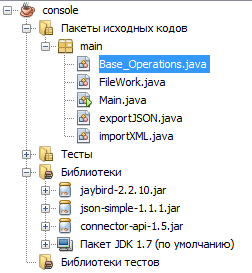 console
Пакеты исходных кодов
main
Base_Operations.java
FileWork.java
Main.java
exportJSON.java
importXML.java
Тесты
Библиотеки
jaybird-2.2.10.jar
json-simple-1.1.1.jar
connector-api-1.5.jar
Пакет JDK 1.7 (по умолчанию)
Библиотеки тестов